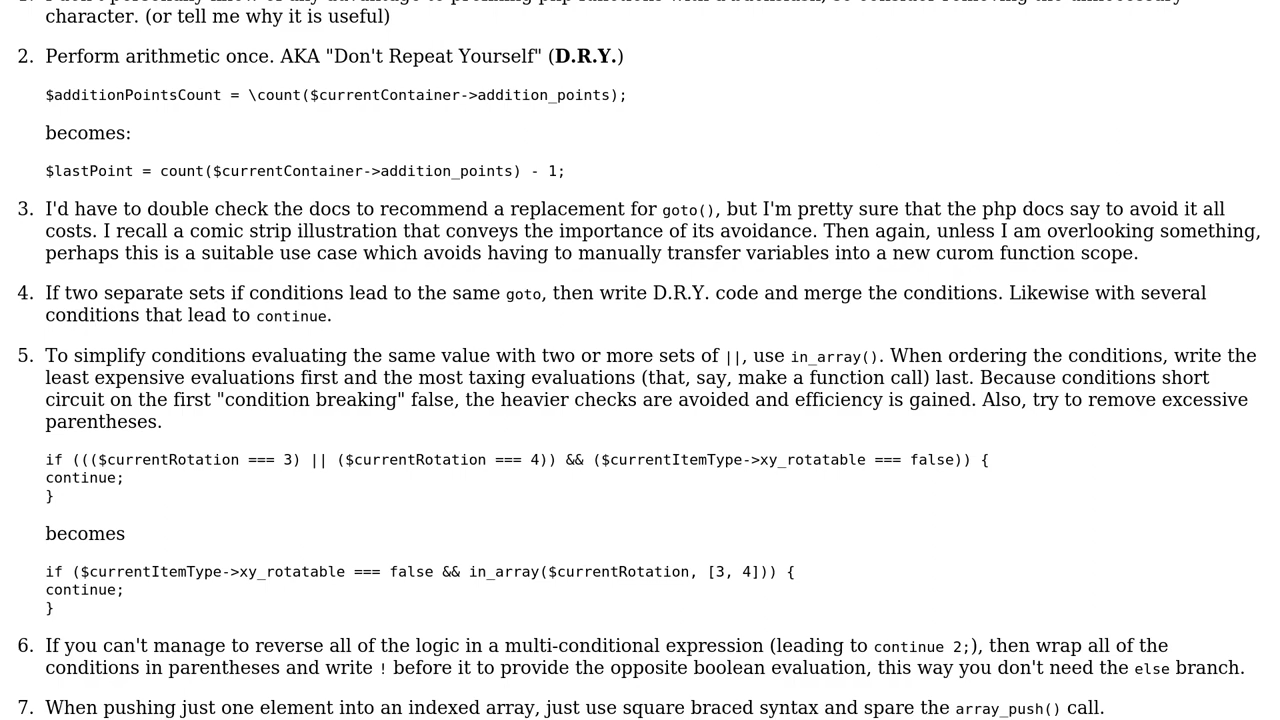 character. (or tell me why it is useful)
2. Perform arithmetic once. AKA "Don't Repeat Yourself" (D.R.Y.)
$additionPointsCount = \count($currentContainer->addition_points);
becomes:
$lastPoint = count($currentContainer->addition_points) - 1;
3. I'd have to double check the docs to recommend a replacement for goto(), but I'm pretty sure that the php docs say to avoid it all
costs. I recall a comic strip illustration that conveys the importance of its avoidance. Then again, unless I am overlooking something,
perhaps this is a suitable use case which avoids having to manually transfer variables into a new curom function scope.
4. If two separate sets if conditions lead to the same goto, then write D.R.Y. code and merge the conditions. Likewise with several
conditions that lead to continue.
5. To simplify conditions evaluating the same value with two or more sets of ||, use in_array(). When ordering the conditions, write the
least expensive evaluations first and the most taxing evaluations (that, say, make a function call) last. Because conditions short
circuit on the first "condition breaking" false, the heavier checks are avoided and efficiency is gained. Also, try to remove excessive
parentheses.
if ((($currentRotation === 3) || ($currentRotation === 4)) && ($currentItemType->xy_rotatable === false)) {
continue;
}
becomes
if ($currentItemType->xy_rotatable === false && in_array($currentRotation, [3, 4])) {
continue;
}
6. If you can't manage to reverse all of the logic in a multi-conditional expression (leading to continue 2;), then wrap all of the
conditions in parentheses and write ! before it to provide the opposite boolean evaluation, this way you don't need the else branch.
7. When pushing just one element into an indexed array, just use square braced syntax and spare the array_push() call.